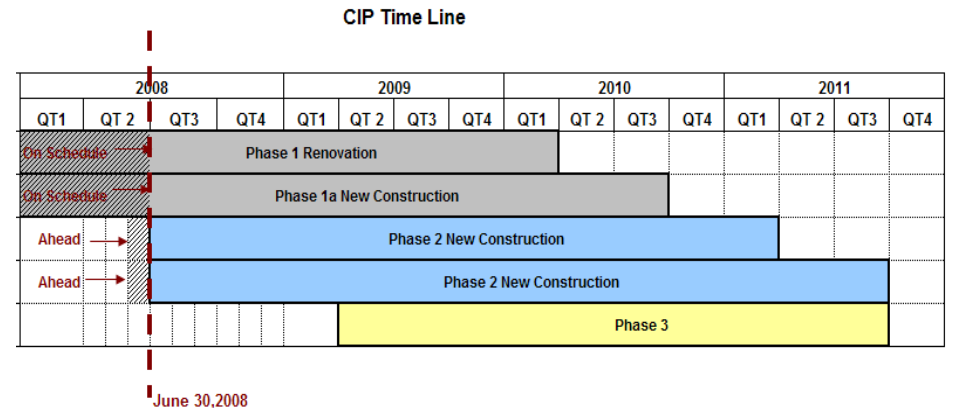 CIP Time Line
2008 2009 2010 2011
QT1 QT 2 QT3 QT4 QT1 QT 2 QT3 QT4 QT1 QT 2 QT3 QT4 QT1 QT 2 QT3 QT4
On Schedule Phase 1 Renovation
On Schedule Phase 1a New Construction
Ahead Phase 2 New Construction
Ahead Phase 2 New Construction
Phase 3
June 30,2008